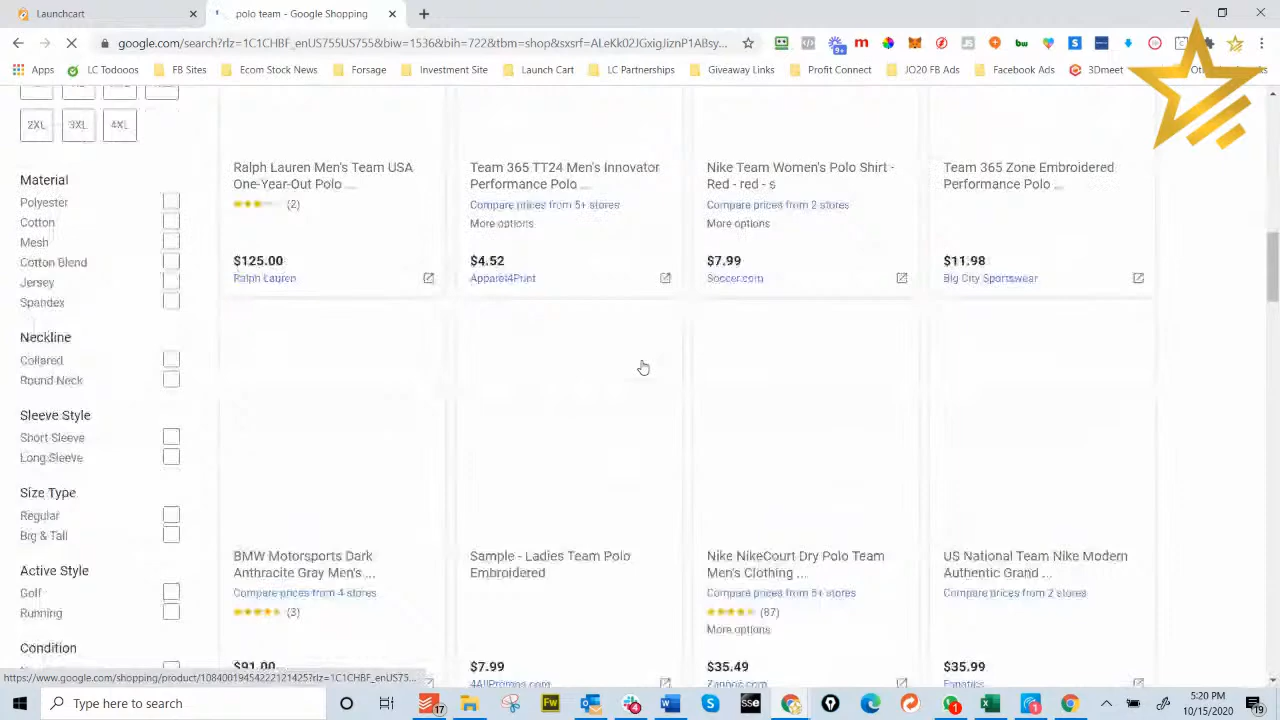 Launchcart
polo team - Google Shopping
google.com/search?rlz=1C1CHBF_enUS755US755&biw=1536&bih=722&tbm=shop&sxsrf=ALeKk02JGxigJiznP1ABsy...
Apps LC Todooos FB Sites Ecom Stock News Forsage Investment Site Launch Cart LC Partnerships Giveaway Links Profit Connect JO20 FB Ads Facebook Ads 3Dmeet
2XL 3XL 4XL
Material
Polyester
Cotton
Mesh
Cotton Blend
Jersey
Spandex
Neckline
Collared
Round Neck
Sleeve Style
Short Sleeve
Long Sleeve
Size Type
Regular
Big & Tall
Active Style
Golf
Running
Condition
Ralph Lauren Men's Team USA
One-Year-Out Polo ...
(2)
$125.00
Ralph Lauren
Team 365 TT24 Men's Innovator
Performance Polo ...
Compare prices from 5+ stores
More options
$4.52
Apparel4Print
Nike Team Women's Polo Shirt -
Red - red - s
Compare prices from 2 stores
More options
$7.99
Soccer.com
Team 365 Zone Embroidered
Performance Polo ...
$11.98
Big City Sportswear
BMW Motorsports Dark
Anthracite Gray Men's ...
Compare prices from 4 stores
(3)
$91.00
Sample - Ladies Team Polo
Embroidered
$7.99
4AllPromos.com
Nike NikeCourt Dry Polo Team
Men's Clothing ...
Compare prices from 5+ stores
(87)
More options
$35.49
Zappos.com
US National Team Nike Modern
Authentic Grand ...
Compare prices from 2 stores
$35.99
Fanatics
https://www.google.com/shopping/product/10840019454222121425?rlz=1C1CHBF_enUS75...
Type here to search
17
4
1
1
5:20 PM
10/15/2020
19